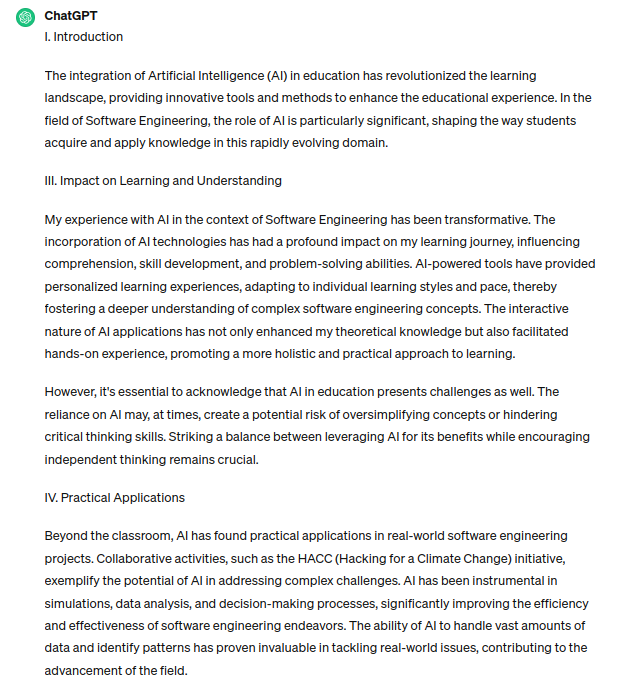 ChatGPT
I. Introduction
The integration of Artificial Intelligence (AI) in education has revolutionized the learning
landscape, providing innovative tools and methods to enhance the educational experience. In the
field of Software Engineering, the role of AI is particularly significant, shaping the way students
acquire and apply knowledge in this rapidly evolving domain.
III. Impact on Learning and Understanding
My experience with AI in the context of Software Engineering has been transformative. The
incorporation of AI technologies has had a profound impact on my learning journey, influencing
comprehension, skill development, and problem-solving abilities. AI-powered tools have provided
personalized learning experiences, adapting to individual learning styles and pace, thereby
fostering a deeper understanding of complex software engineering concepts. The interactive
nature of AI applications has not only enhanced my theoretical knowledge but also facilitated
hands-on experience, promoting a more holistic and practical approach to learning.
However, it's essential to acknowledge that AI in education presents challenges as well. The
reliance on AI may, at times, create a potential risk of oversimplifying concepts or hindering
critical thinking skills. Striking a balance between leveraging AI for its benefits while encouraging
independent thinking remains crucial.
IV. Practical Applications
Beyond the classroom, AI has found practical applications in real-world software engineering
projects. Collaborative activities, such as the HACC (Hacking for a Climate Change) initiative,
exemplify the potential of AI in addressing complex challenges. AI has been instrumental in
simulations, data analysis, and decision-making processes, significantly improving the efficiency
and effectiveness of software engineering endeavors. The ability of AI to handle vast amounts of
data and identify patterns has proven invaluable in tackling real-world issues, contributing to the
advancement of the field.